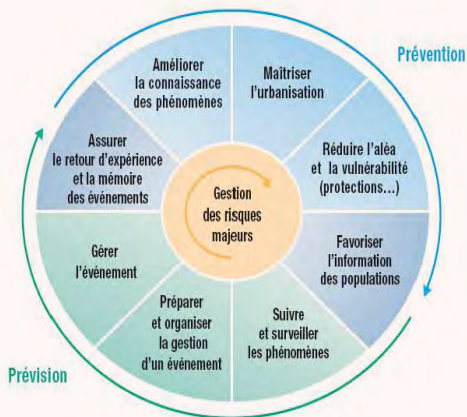 Améliorer
la connaissance
des phénomènes
Maîtriser
l'urbanisation
Prévention
Réduire l'aléa
et la vulnérabilité
(protections...)
Favoriser
l'information
des populations
Suivre
et surveiller
les phénomènes
Préparer
et organiser
la gestion
d'un événement
Gérer
l'événement
Assurer
le retour d'expérience
et la mémoire
des événements
Gestion
des risques
majeurs
Prévision